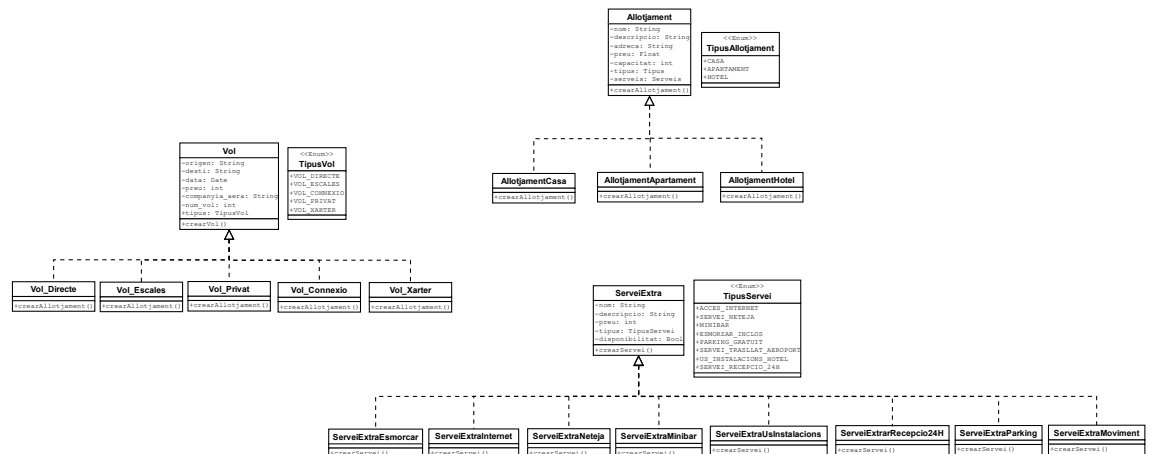 Allotjament
-nom: String
-descripcio: String
-adreca: String
-preu: Float
-capacitat: int
-tipus: Tipus
-serveis: Serveis
+crearAllotjament()
<<Enum>>
TipusAllotjament
+CASA
+APARTAMENT
+HOTEL
AllotjamentCasa
+crearAllotjament()
AllotjamentApartament
+crearAllotjament()
AllotjamentHotel
+crearAllotjament()
Vol
-origen: String
-desti: String
-data: Date
-preu: int
-companyia_aera: String
-num_vol: int
+tipus: TipusVol
+crearVol()
<<Enum>>
TipusVol
+VOL_DIRECTE
+VOL_ESCALES
+VOL_CONNEXIO
+VOL_PRIVAT
+VOL_XARTER
Vol_Directe
+crearAllotjament()
Vol_Escales
+crearAllotjament()
Vol_Privat
+crearAllotjament()
Vol_Connexio
+crearAllotjament()
Vol_Xarter
+crearAllotjament()
ServeiExtra
-nom: String
-descripcio: String
-preu: int
-tipus: TipusServei
-disponibilitat: Bool
+crearServei()
<<Enum>>
TipusServei
+ACCES_INTERNET
+SERVEI_NETEJA
+MINIBAR
+ESMORZAR_INCLOS
+PARKING_GRATUIT
+SERVEI_TRASLLAT_AEROPORT
+US_INSTALACIONS_HOTEL
+SERVEI_RECEPCIO_24H
ServeiExtraEsmorcar
+crearServei()
ServeiExtraInternet
+crearServei()
ServeiExtraNeteja
+crearServei()
ServeiExtraMinibar
+crearServei()
ServeiExtraUsInstalacions
+crearServei()
ServeiExtrarRecepcio24H
+crearServei()
ServeiExtraParking
+crearServei()
ServeiExtraMoviment
+crearServei()